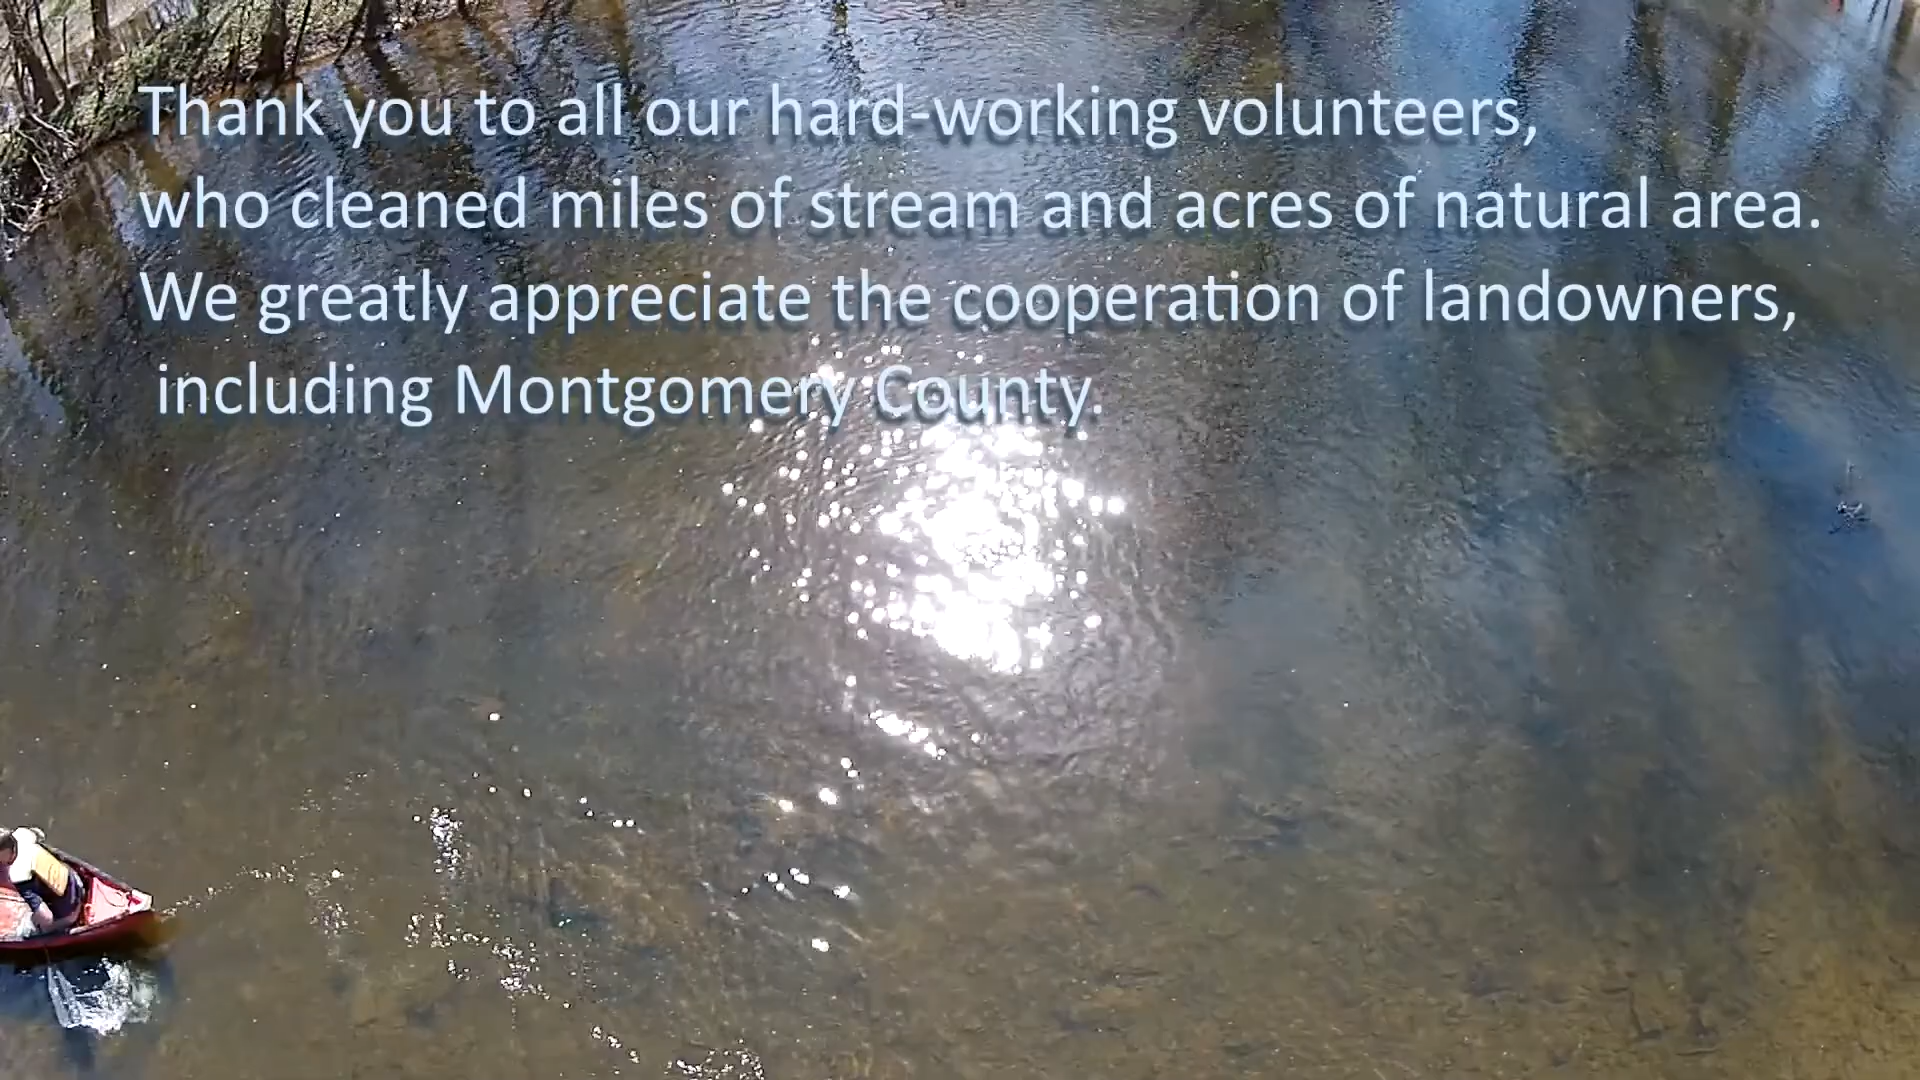 Thank you to all our hard-working volunteers,
who cleaned miles of stream and acres of natural area.
We greatly appreciate the cooperation of landowners,
including Montgomery County.